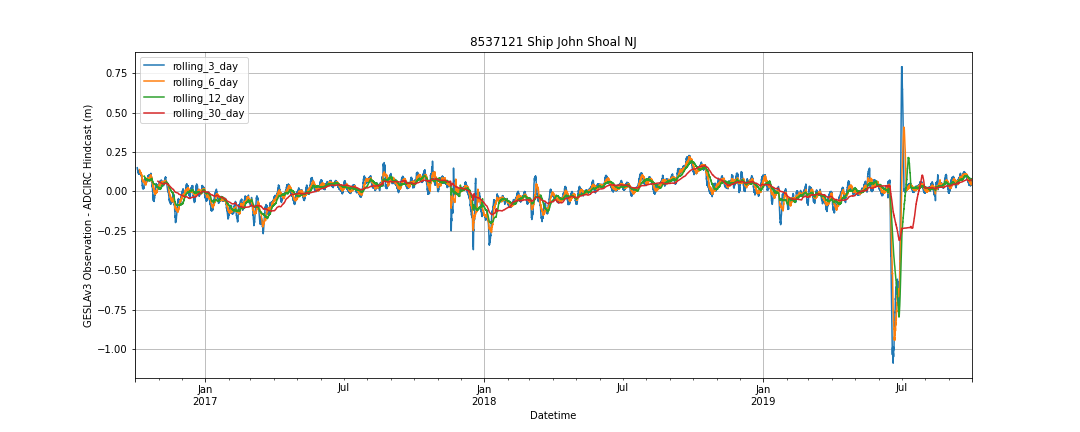 8537121 Ship John Shoal NJ
rolling_3_day
rolling_6_day
rolling_12_day
rolling_30_day
GESLAv3 Observation - ADCIRC Hindcast (m)
0.75
0.50
0.25
0.00
−0.25
−0.50
−0.75
−1.00
Jan
2017
Jul
Jan
2018
Jul
Jan
2019
Jul
Datetime